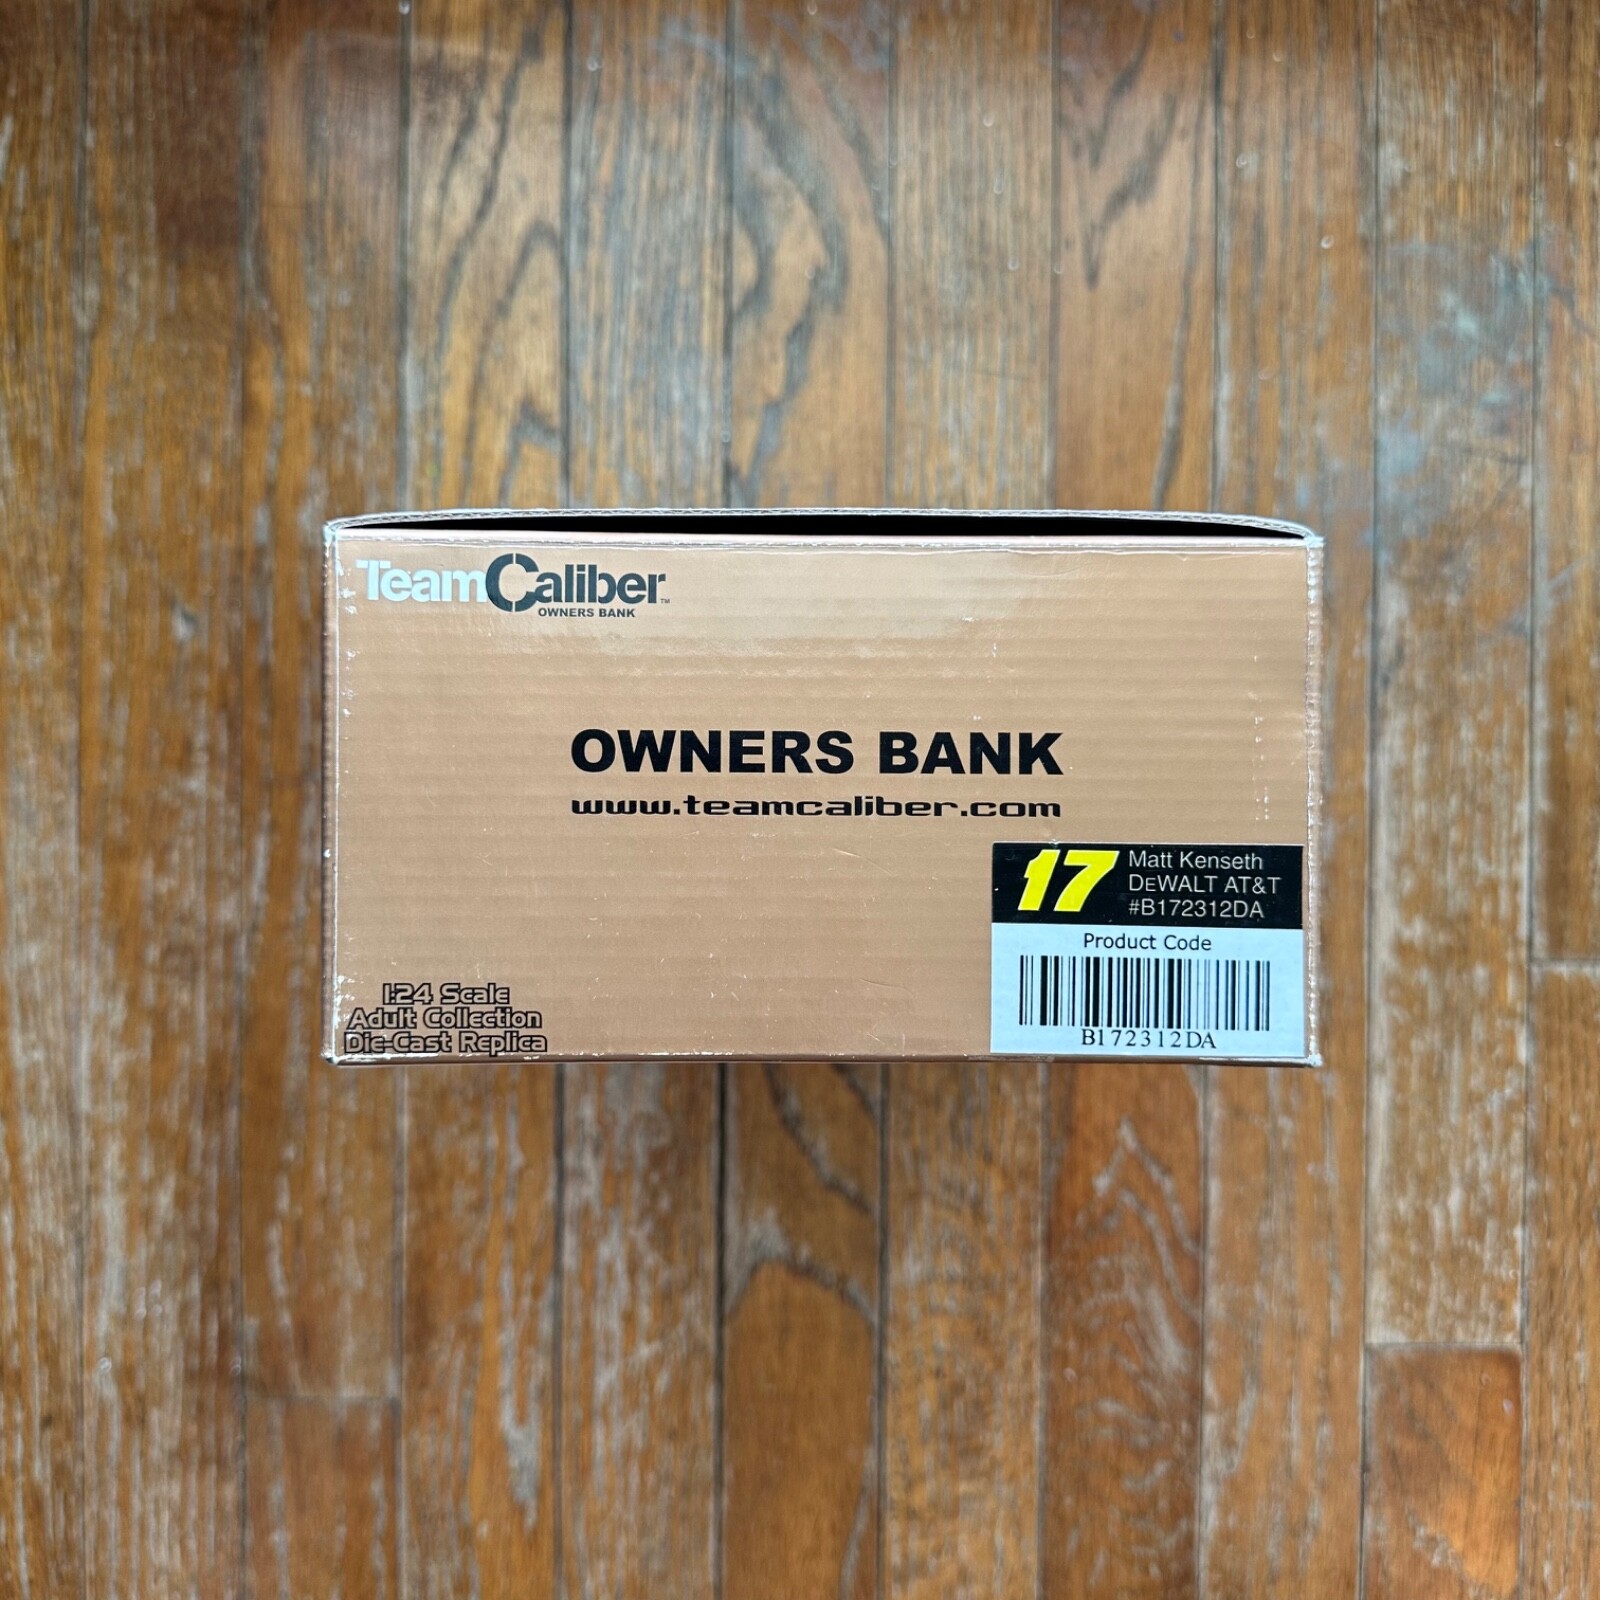 TeamCaliber™
OWNERS BANK
OWNERS BANK
www.teamcaliber.com
17
Matt Kenseth
DEWALT AT&T
#B172312DA
Product Code
B172312DA
1:24 Scale
Adult Collection
Die-Cast Replica